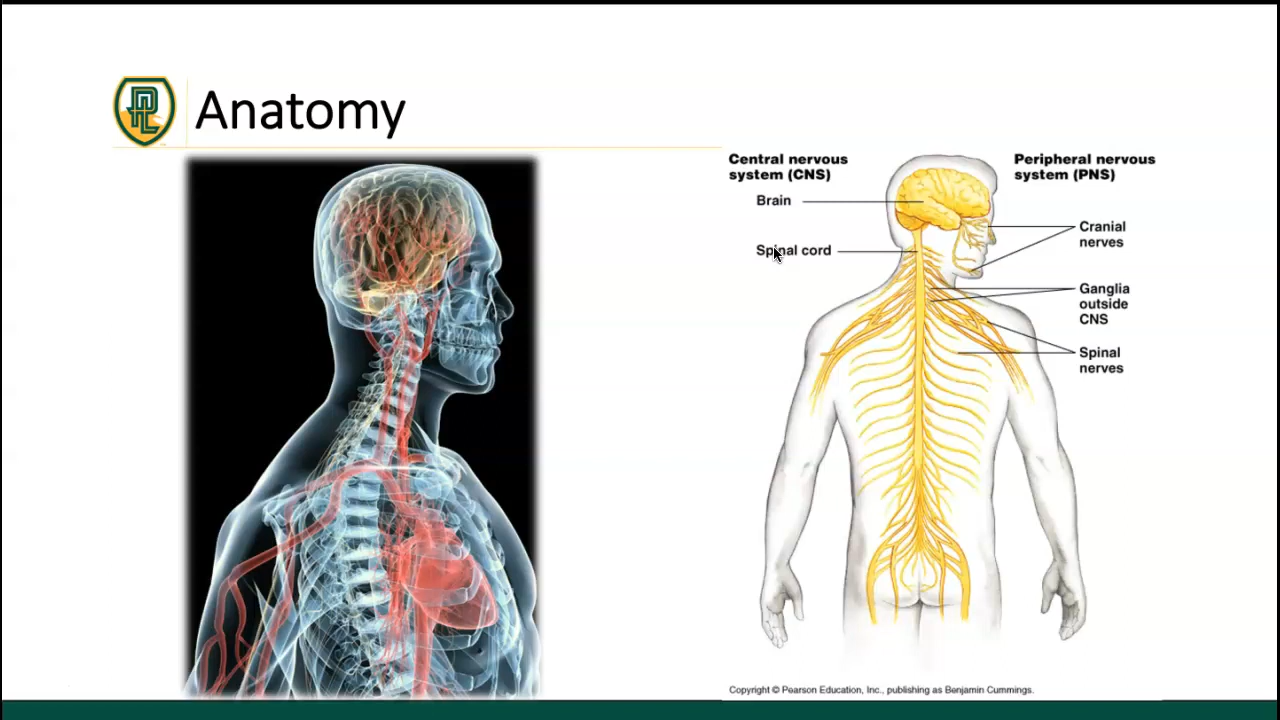 Anatomy
Central nervous
system (CNS)
Brain
Spinal cord
Peripheral nervous
system (PNS)
Cranial
nerves
Ganglia
outside
CNS
Spinal
nerves
Copyright © Pearson Education, Inc., publishing as Benjamin Cummings.